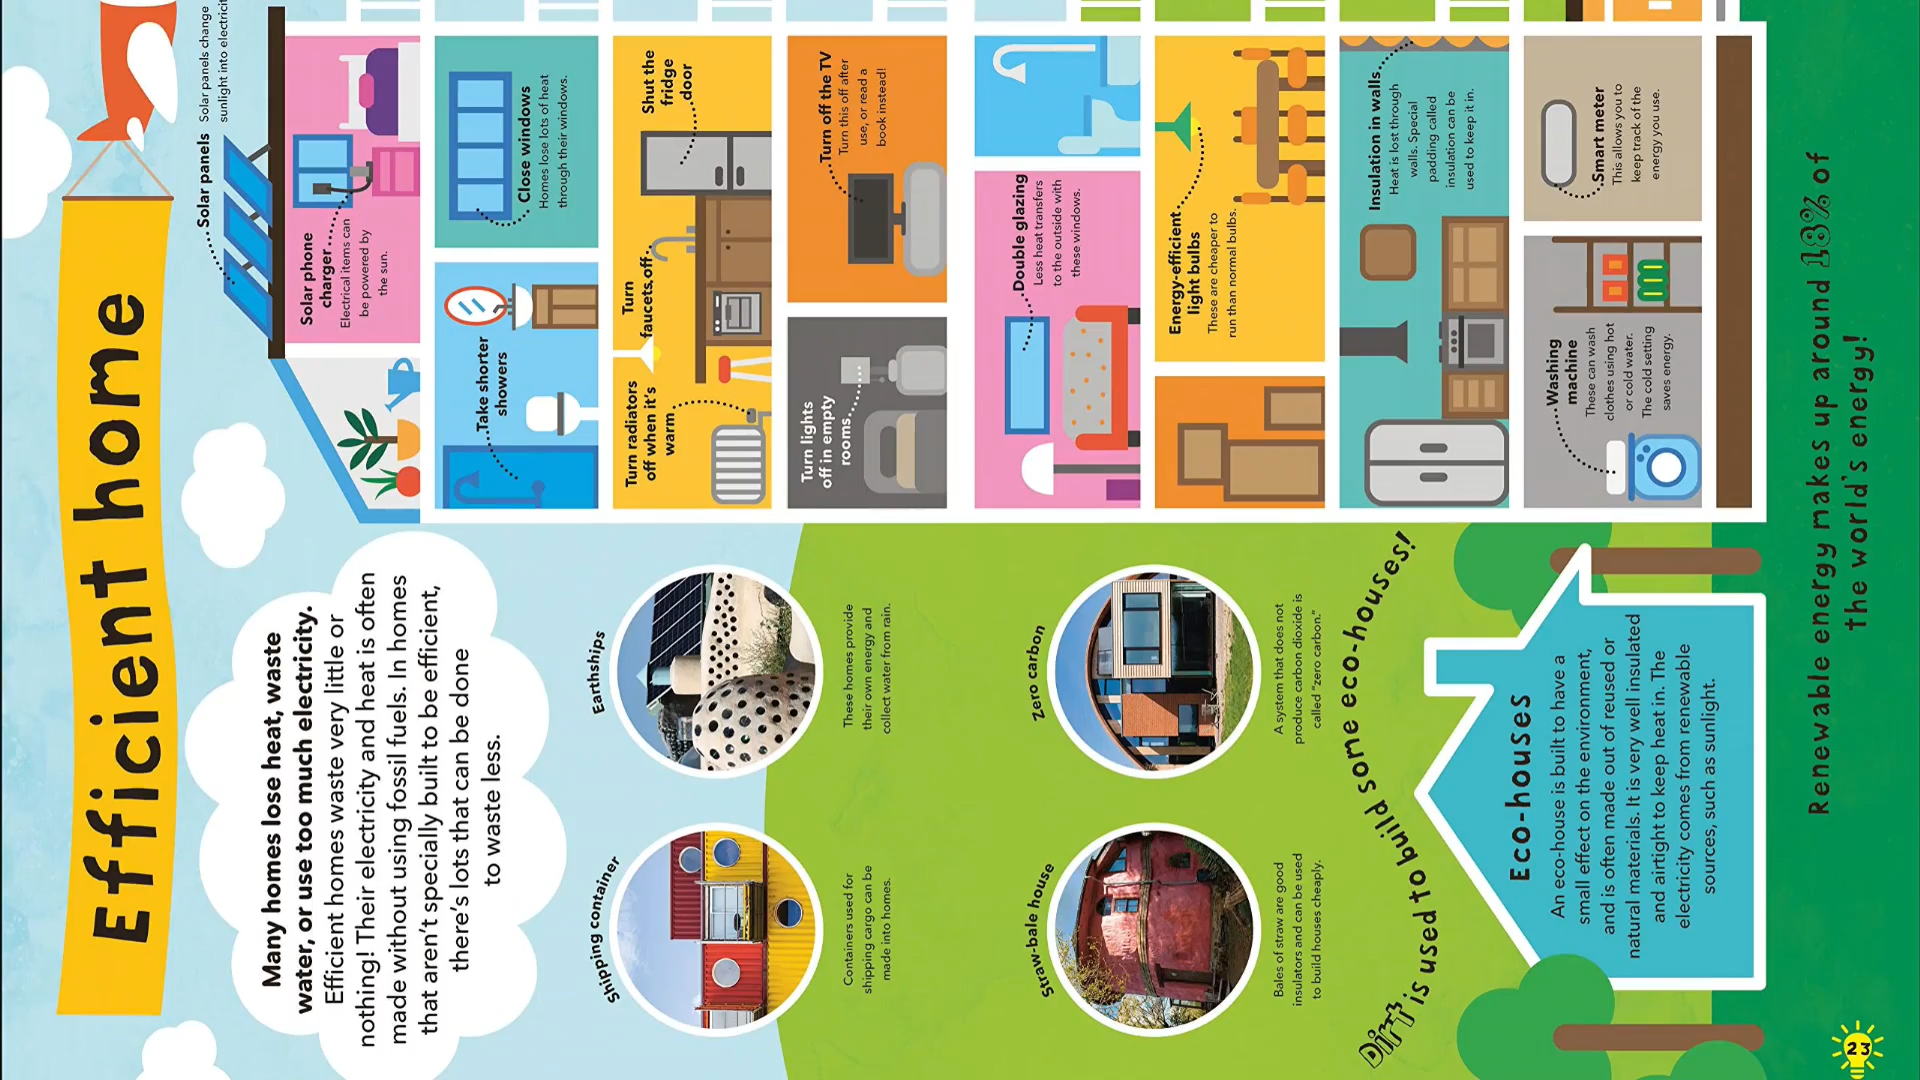 Efficient home
Many homes lose heat, waste
water, or use too much electricity.
Efficient homes waste very little or
nothing! Their electricity and heat is often
made without using fossil fuels. In homes
that aren't specially built to be efficient,
there's lots that can be done
to waste less.
Solar panels
Solar panels change
sunlight into
Solar phone
charger
Electrical items can
be powered by
the sun.
Take shorter
showers
Close windows
Homes lose lots of heat
through their windows.
Turn radiators
off when it's
warm
Turn
faucets off
Shut the
fridge
door
Turn lights
off in empty
rooms
Turn off the TV
Turn this off after
use, or read a
book instead!
Double glazing
Less heat transfers
to the outside with
these windows.
Energy-efficient
light bulbs
These are cheaper to
run than normal bulbs.
Insulation in walls
Heat is lost through
walls. Special
padding called
insulation can be
used to keep it in.
Washing
machine
These can wash
clothes using hot
or cold water.
The cold setting
saves energy.
Smart meter
This allows you to
keep track of the
energy you use.
Shipping container
Containers used for
shipping cargo can be
made into homes.
Earthships
These homes provide
their own energy and
collect water from rain.
Straw-bale house
Bales of straw are good
insulators and can be used
to build houses cheaply.
Zero carbon
A system that does not
produce carbon dioxide is
called "zero carbon."
Dirt is used to build some eco-houses!
Eco-houses
An eco-house is built to have a
small effect on the environment,
and is often made out of reused or
natural materials. It is very well insulated
and airtight to keep heat in. The
electricity comes from renewable
sources, such as sunlight.
Renewable energy makes up around 18% of
the world's energy!
23